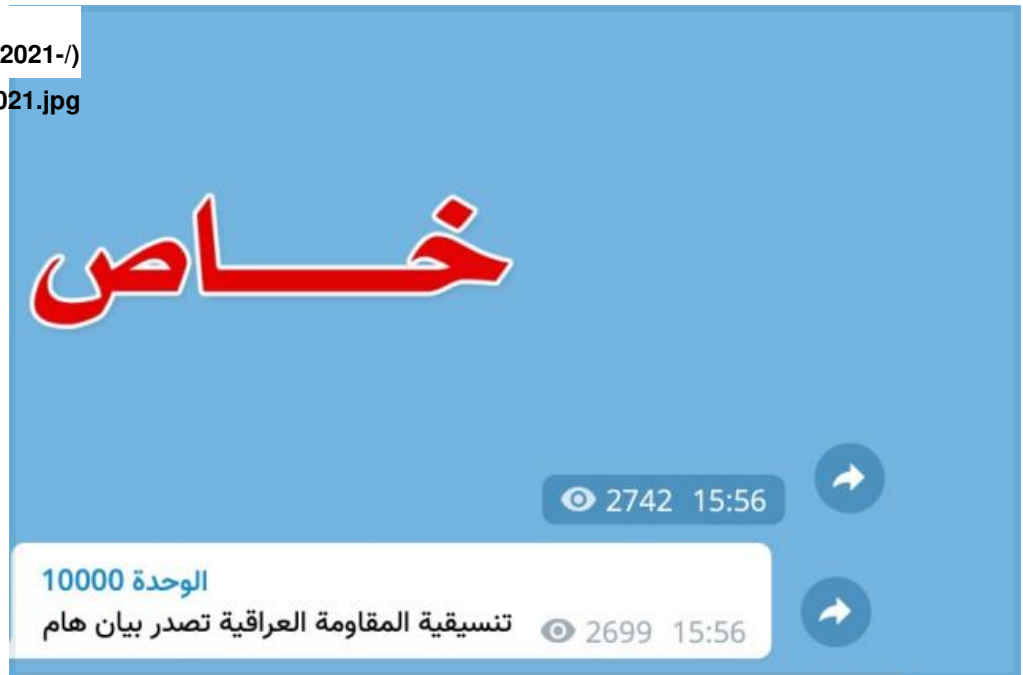 2021-/)
021.jpg
خـــاص
2742 15:56
الوحدة 10000
تنسيقية المقاومة العراقية تصدر بيان هام
2699 15:56